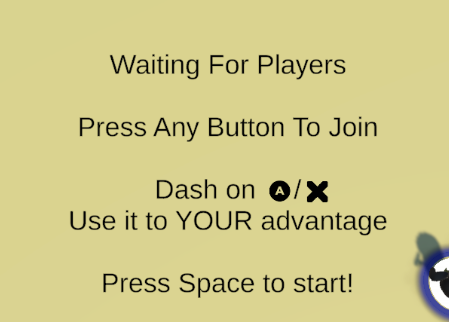 Waiting For Players
Press Any Button To Join
Dash on A/X
Use it to YOUR advantage
Press Space to start!